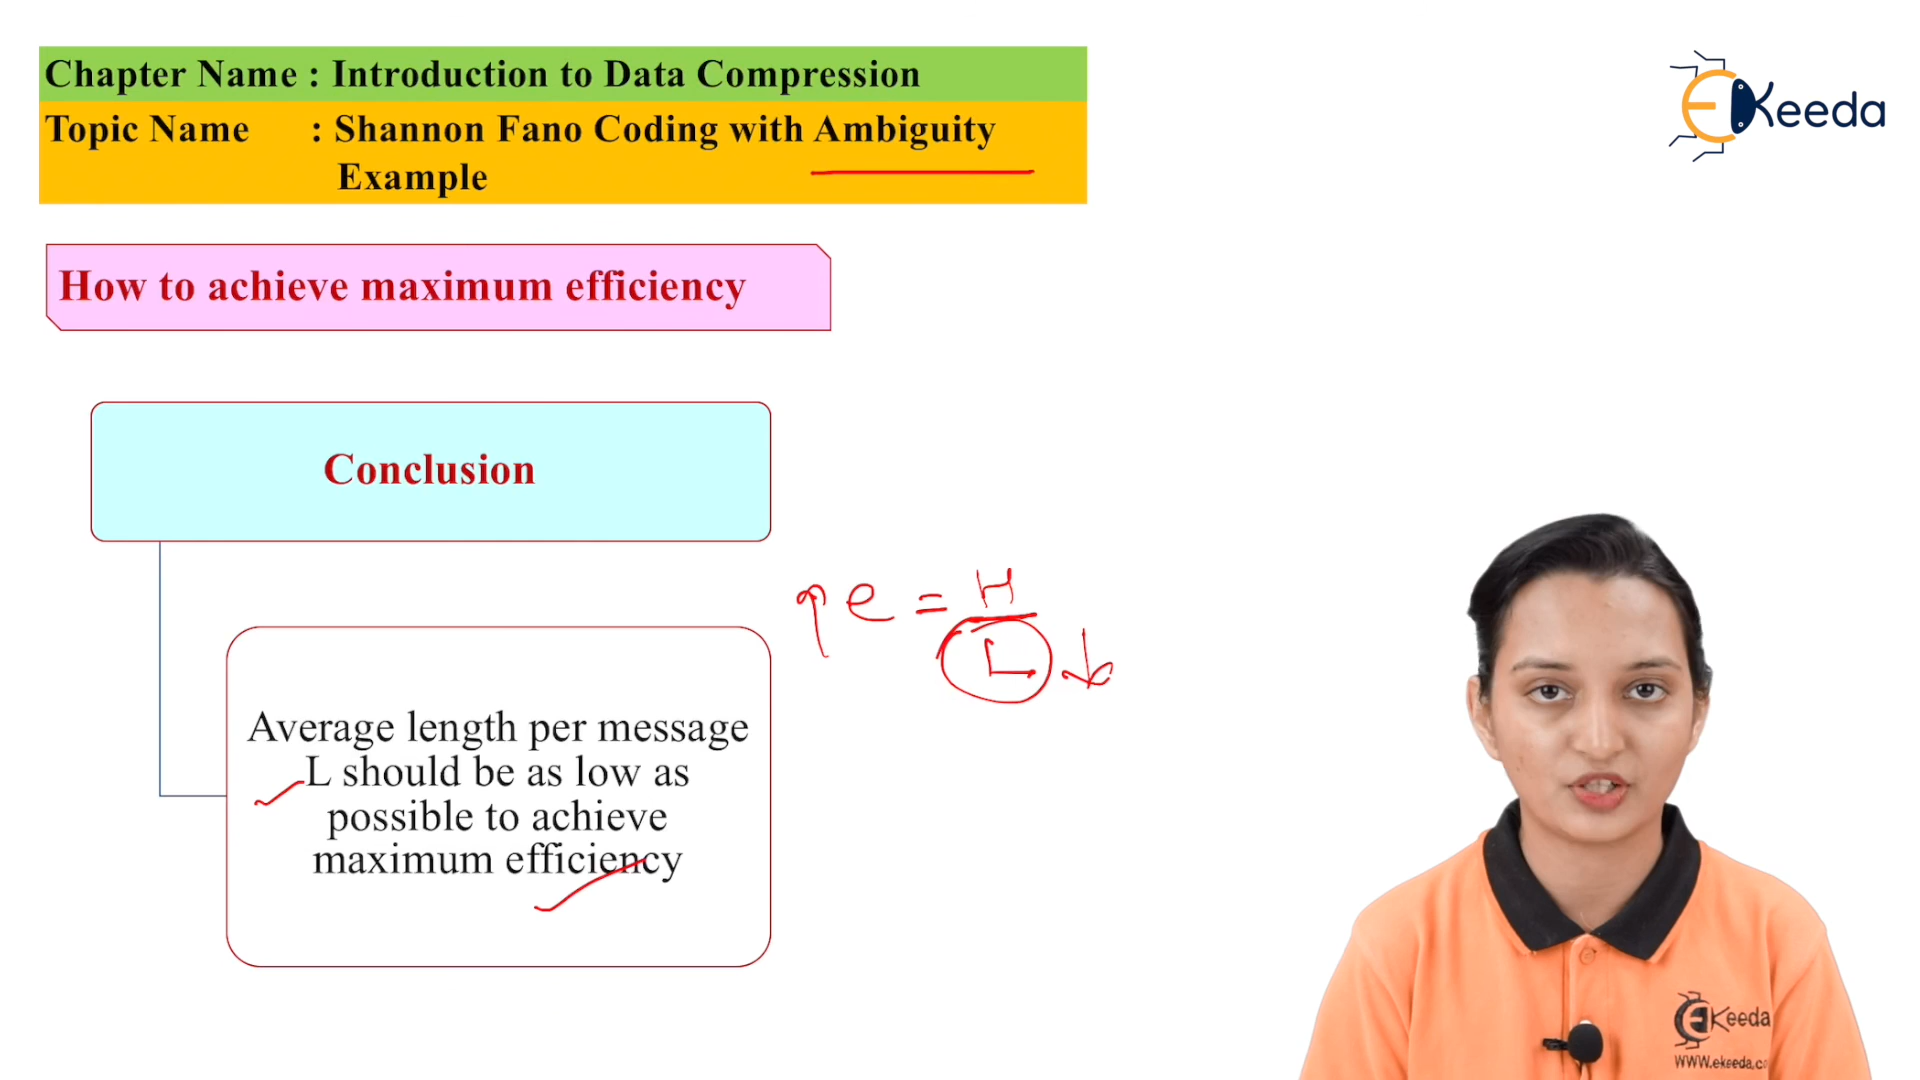 Chapter Name : Introduction to Data Compression
Topic Name : Shannon Fano Coding with Ambiguity
Example
EKeeda
How to achieve maximum efficiency
Conclusion
↑ e = H
L ↓
Average length per message
L should be as low as
possible to achieve
maximum efficiency
EKeeda
www.ekeeda.co